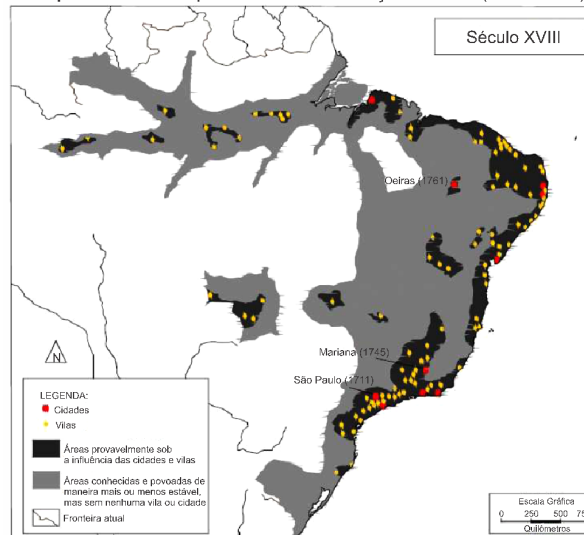 Século XVIII
Oeiras (1761)
Mariana (1745)
São Paulo (1711)
N
LEGENDA:
Cidades
Vilas
Áreas provavelmente sob
a influência das cidades e vilas
Áreas conhecidas e povoadas de
maneira mais ou menos estável,
mas sem nenhuma vila ou cidade
Fronteira atual
Escala Gráfica
0 250 500
Quilômetros